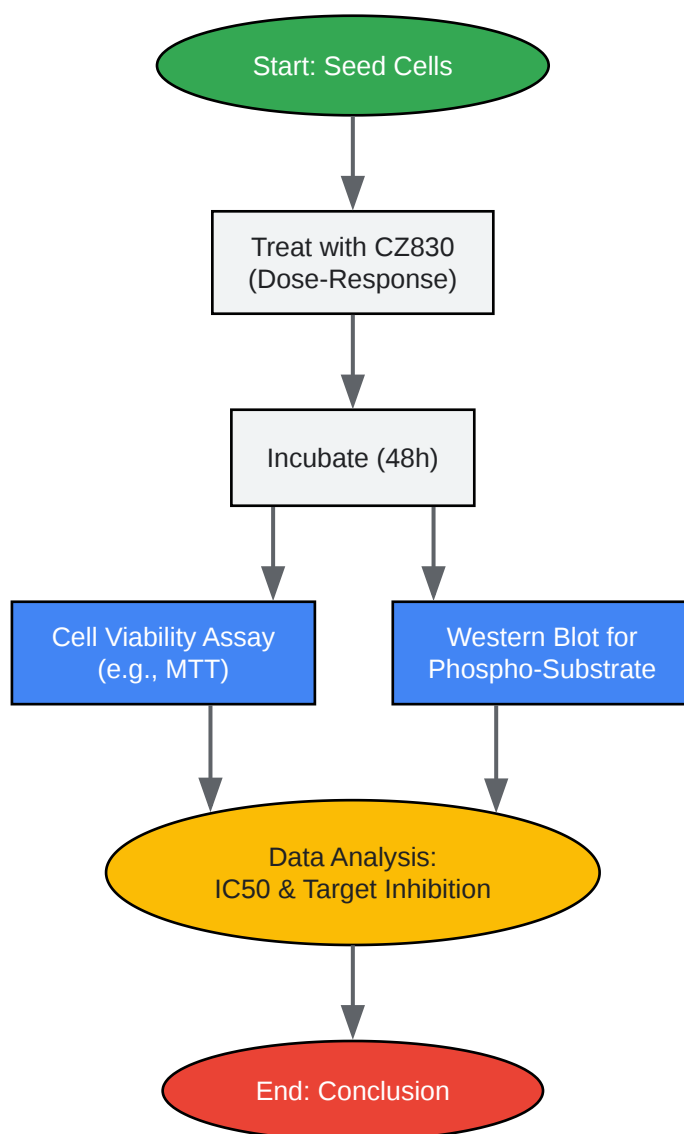 Start: Seed Cells
Treat with CZ830
(Dose-Response)
Incubate (48h)
Cell Viability Assay
(e.g., MTT)
Western Blot for
Phospho-Substrate
Data Analysis:
IC50 & Target Inhibition
End: Conclusion